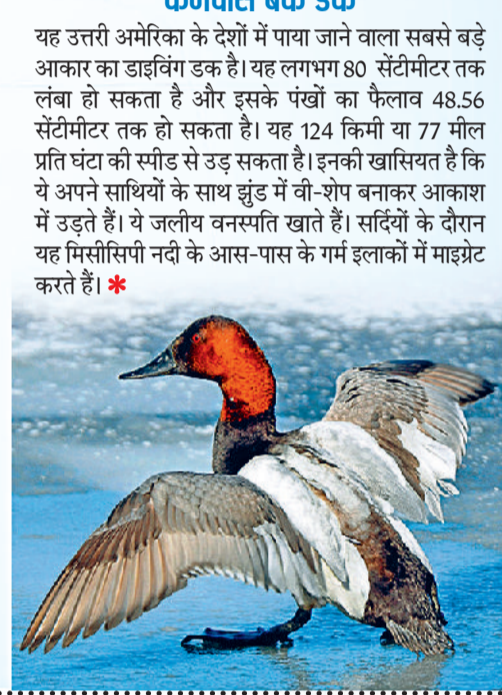 यह उत्तरी अमेरिका के देशों में पाया जाने वाला सबसे बड़े
आकार का डाइविंग डक है। यह लगभग 80 सेंटीमीटर तक
लंबा हो सकता है और इसके पंखों का फैलाव 48.56
सेंटीमीटर तक हो सकता है। यह 124 किमी या 77 मील
प्रति घंटा की स्पीड से उड़ सकता है। इनकी खासियत है कि
ये अपने साथियों के साथ झुंड में वी-शेप बनाकर आकाश
में उड़ते हैं। ये जलीय वनस्पति खाते हैं। सर्दियों के दौरान
यह मिसीसिपी नदी के आस-पास के गर्म इलाकों में माइग्रेट
करते हैं। *